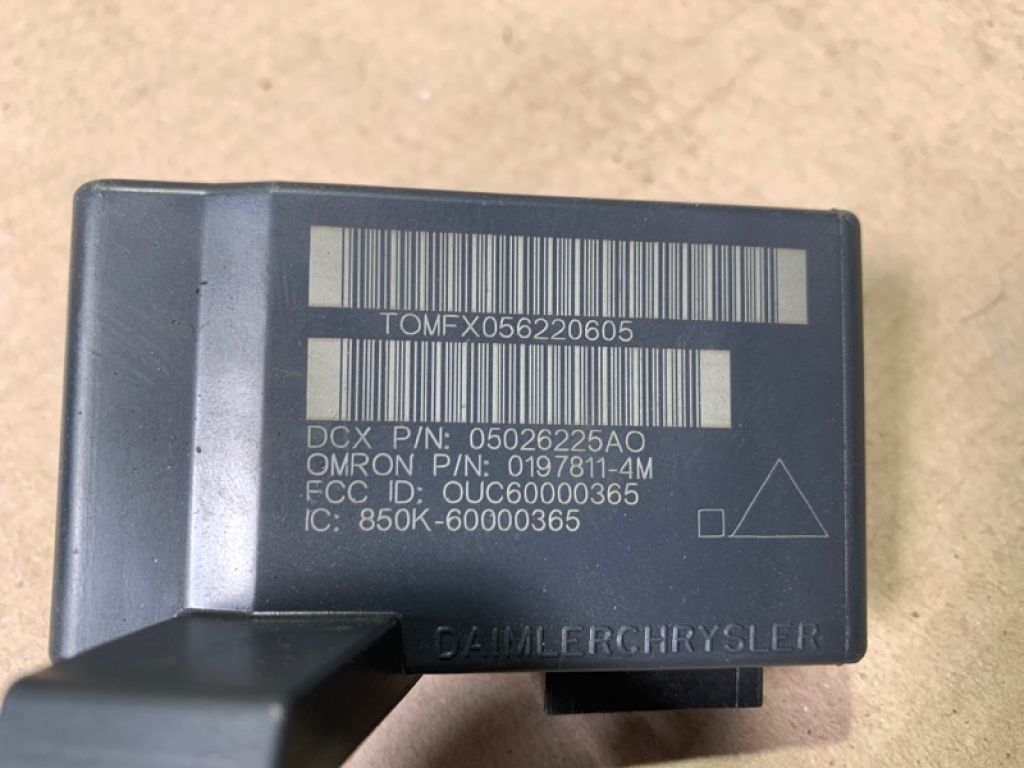 TOMFX056220605
DCX P/N: 05026225AO
OMRON P/N: 0197811-4M
FCC ID: OUC60000365
IC: 850K-60000365
DAIMLERCHRYSLER